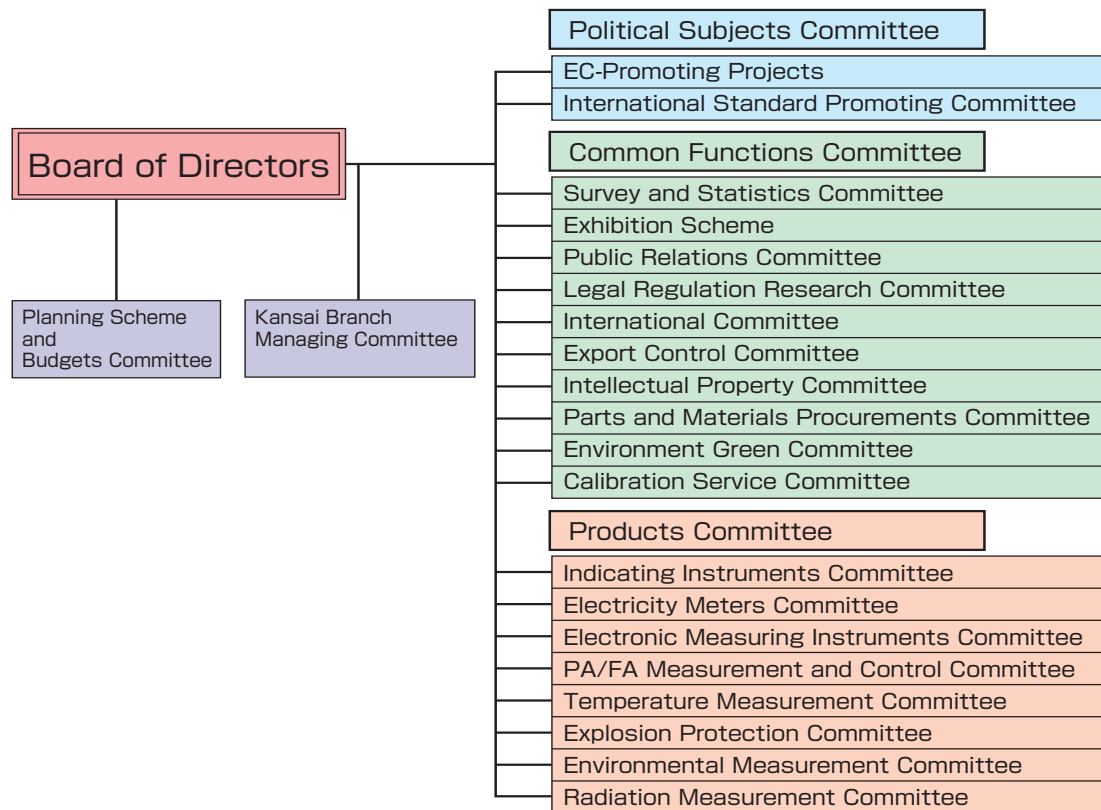 Board of Directors
Planning Scheme
and
Budgets Committee
Kansai Branch
Managing Committee
Political Subjects Committee
EC-Promoting Projects
International Standard Promoting Committee
Common Functions Committee
Survey and Statistics Committee
Exhibition Scheme
Public Relations Committee
Legal Regulation Research Committee
International Committee
Export Control Committee
Intellectual Property Committee
Parts and Materials Procurements Committee
Environment Green Committee
Calibration Service Committee
Products Committee
Indicating Instruments Committee
Electricity Meters Committee
Electronic Measuring Instruments Committee
PA/FA Measurement and Control Committee
Temperature Measurement Committee
Explosion Protection Committee
Environmental Measurement Committee
Radiation Measurement Committee